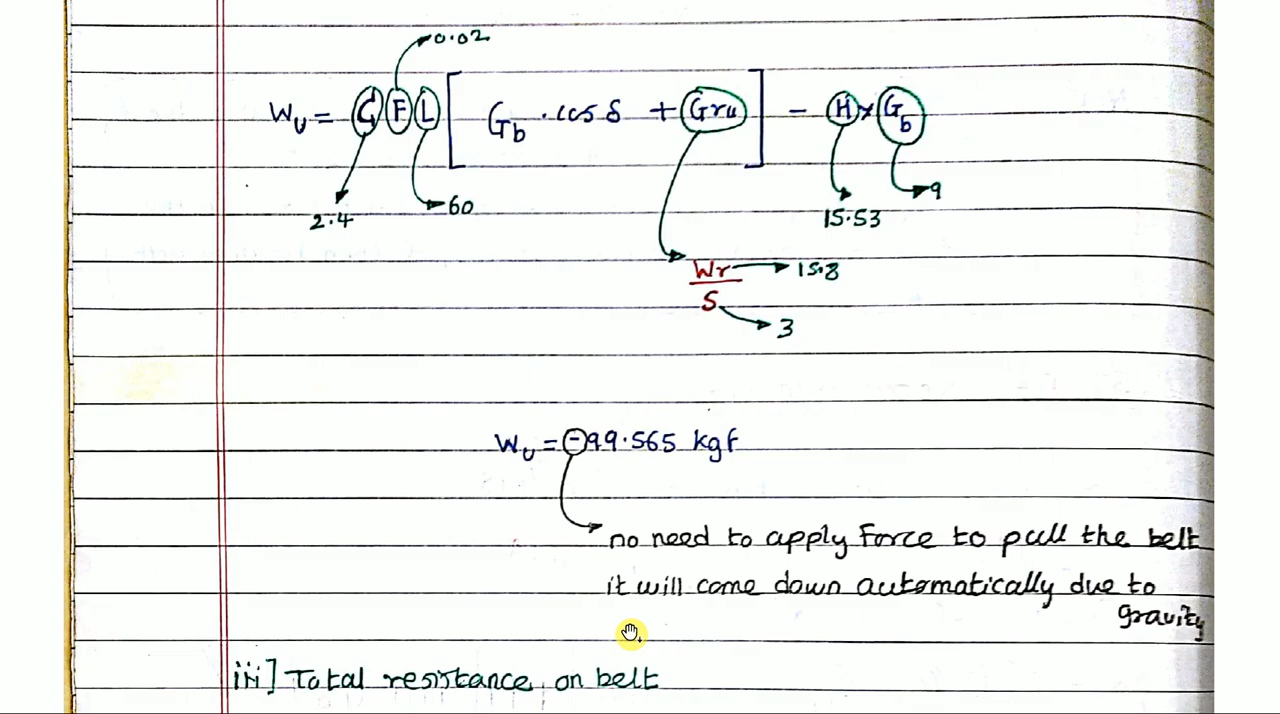 0.02
Wu = C F L [ Gb . cos δ + Gru ] - H × Gb
2.4
60
9
15.53
Wr 15.8
S
3
Wu = -99.565 kgf
no need to apply Force to pull the belt
it will come down automatically due to
gravity
iii] Total resistance on belt